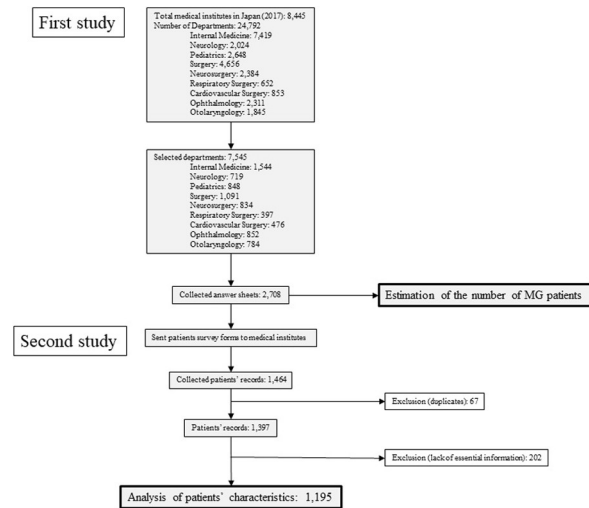 First study
Total medical institutes in Japan (2017): 8,445
Number of Departments: 24,792
Internal Medicine: 7,419
Neurology: 2,024
Pediatrics: 2,648
Surgery: 4,656
Neurosurgery: 2,384
Respiratory Surgery: 652
Cardiovascular Surgery: 853
Ophthalmology: 2,311
Otolaryngology: 1,845
Selected departments: 7,545
Internal Medicine: 1,544
Neurology: 719
Pediatrics: 848
Surgery: 1,091
Neurosurgery: 834
Respiratory Surgery: 397
Cardiovascular Surgery: 476
Ophthalmology: 852
Otolaryngology: 784
Collected answer sheets: 2,708
Estimation of the number of MG patients
Second study
Sent patients survey forms to medical institutes
Collected patients' records: 1,464
Exclusion (duplicates): 67
Patients' records: 1,397
Exclusion (lack of essential information): 202
Analysis of patients' characteristics: 1,195